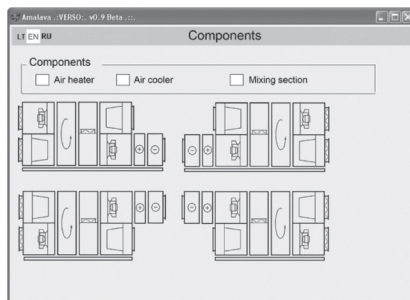 Amalava .::VERSO:. v0.9 Beta .::.
LT EN RU
Components
Components
Air heater Air cooler Mixing section